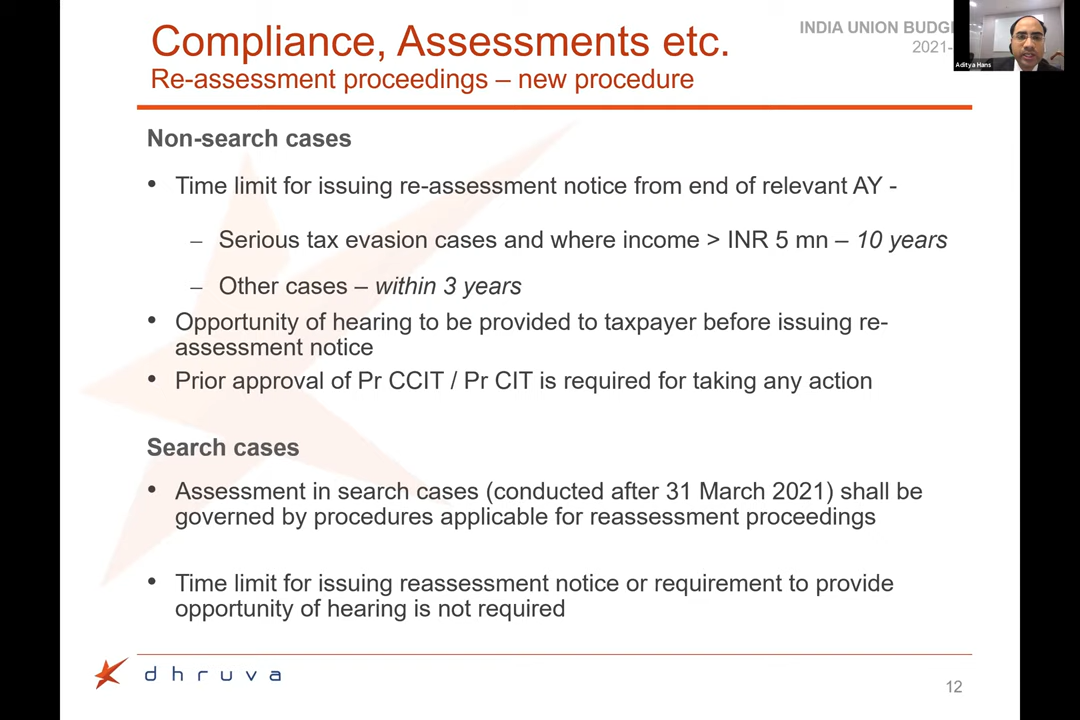 Compliance, Assessments etc.
Re-assessment proceedings – new procedure
INDIA UNION
2021-
Aditya Hans
Non-search cases
• Time limit for issuing re-assessment notice from end of relevant AY -
– Serious tax evasion cases and where income > INR 5 mn – 10 years
– Other cases – within 3 years
• Opportunity of hearing to be provided to taxpayer before issuing re-
assessment notice
• Prior approval of Pr CCIT / Pr CIT is required for taking any action
Search cases
• Assessment in search cases (conducted after 31 March 2021) shall be
governed by procedures applicable for reassessment proceedings
• Time limit for issuing reassessment notice or requirement to provide
opportunity of hearing is not required
dhruva
12